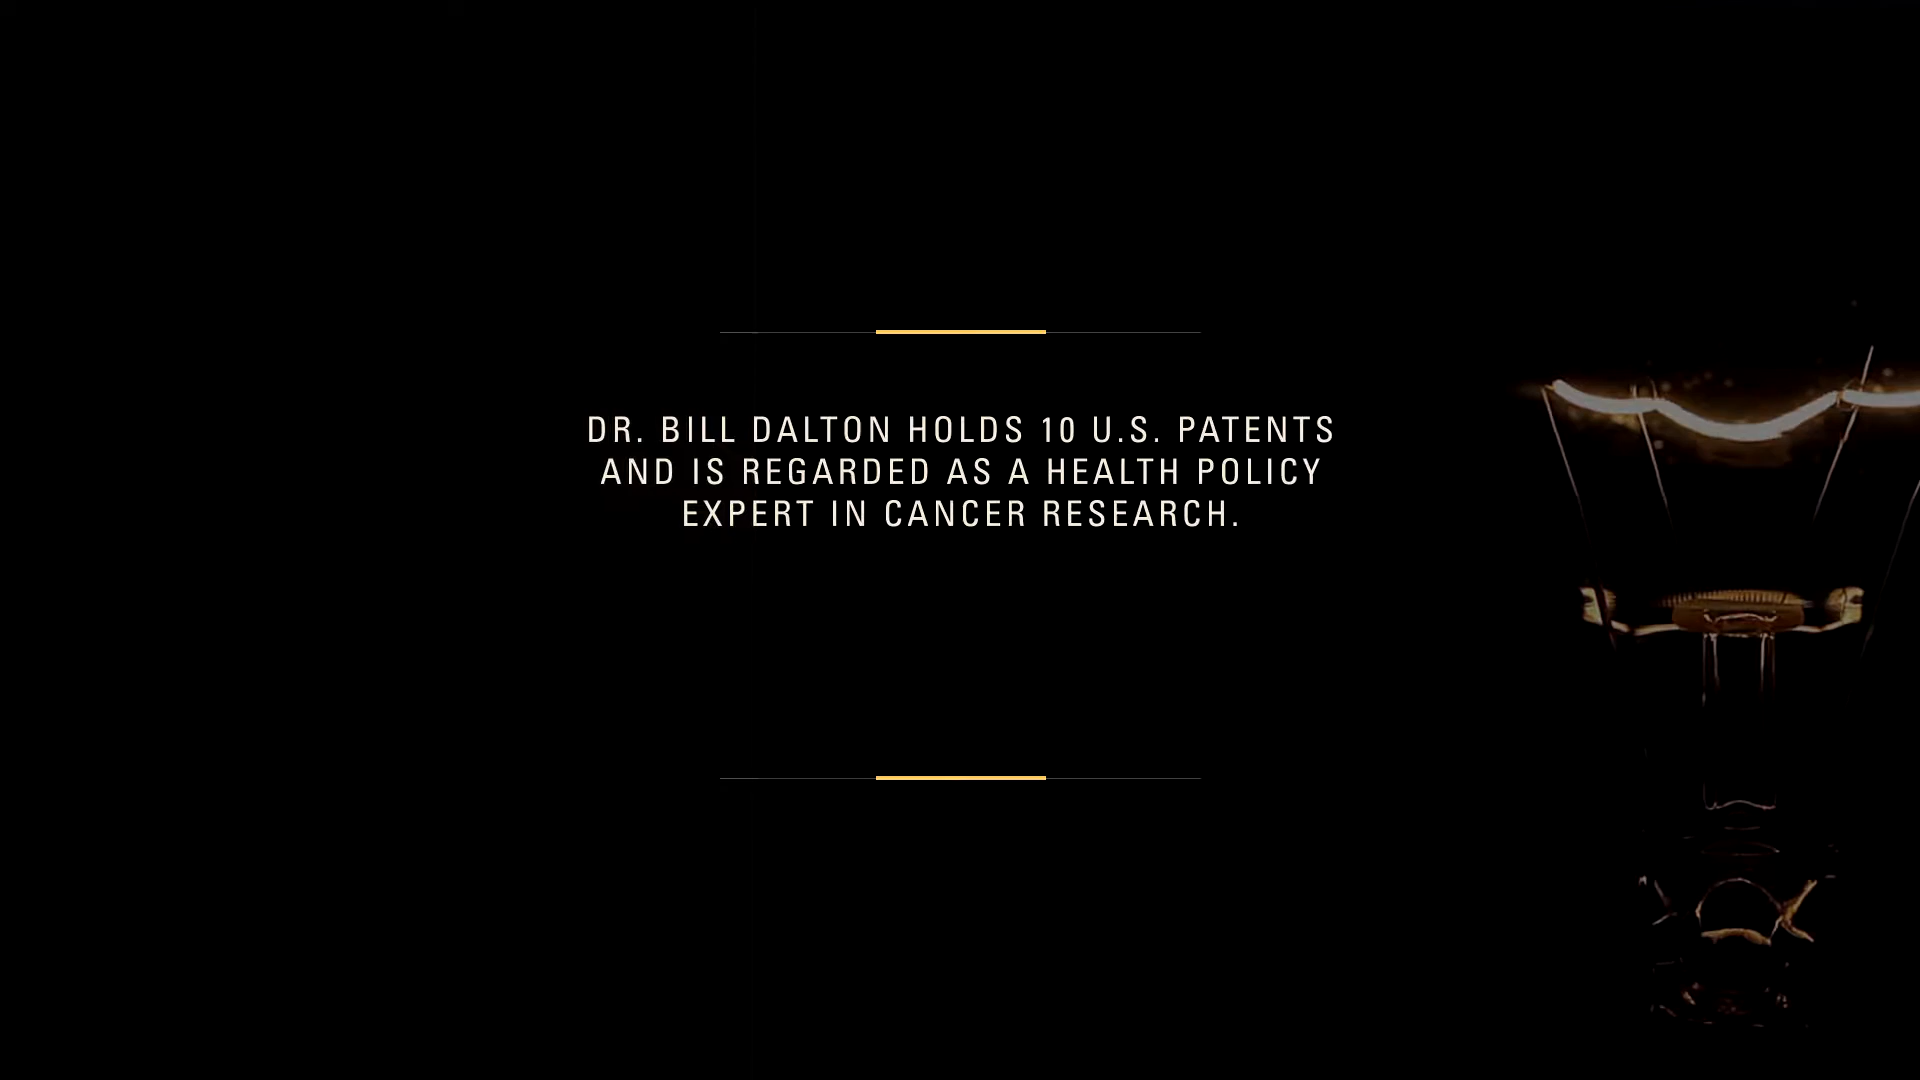 DR. BILL DALTON HOLDS 10 U.S. PATENTS
AND IS REGARDED AS A HEALTH POLICY
EXPERT IN CANCER RESEARCH.